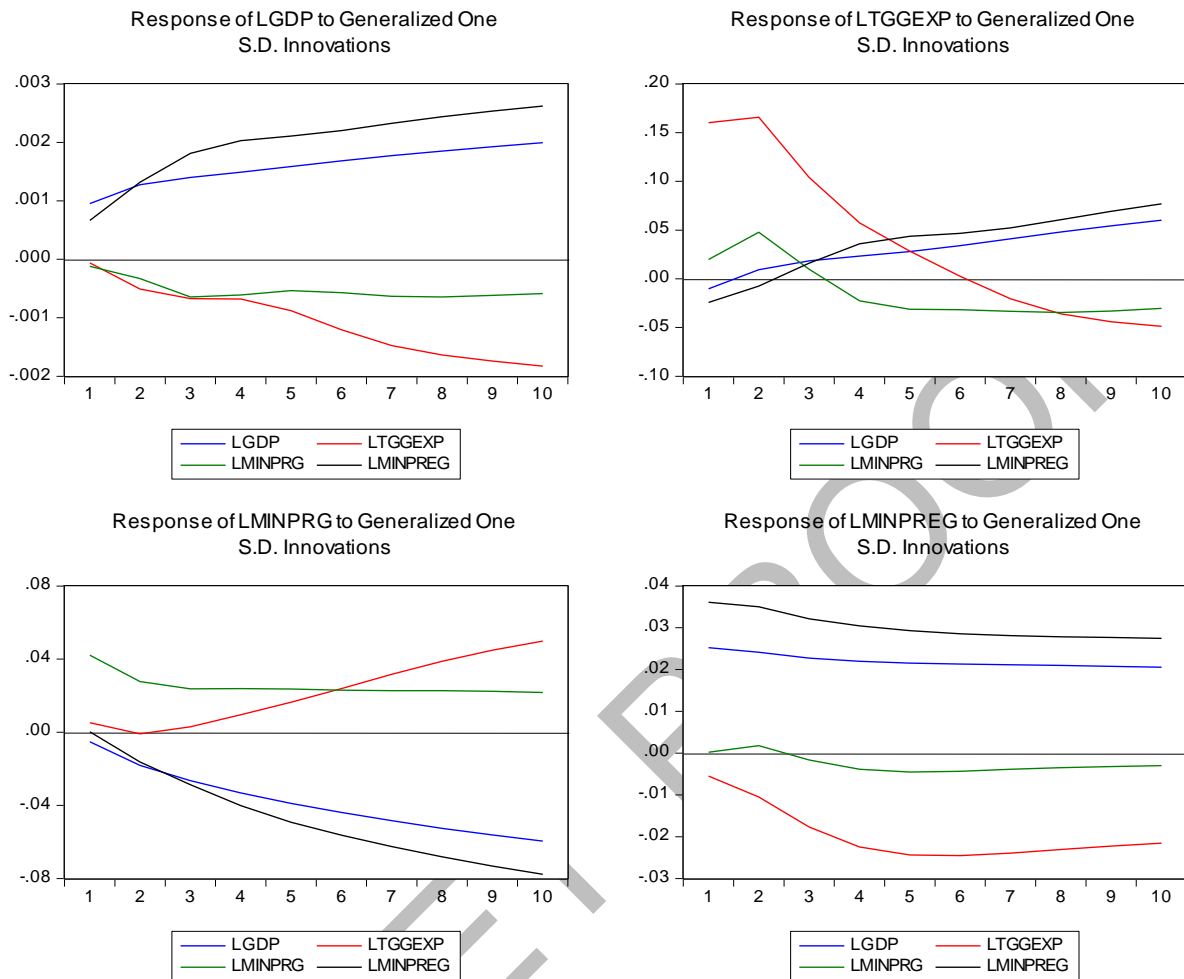 Response of LGDP to Generalized One
S.D. Innovations
.003
.002
.001
.000
-.001
-.002
1 2 3 4 5 6 7 8 9 10
LGDP LTGGEXP
LMINPRG LMINPREG
Response of LTGGEXP to Generalized One
S.D. Innovations
.20
.15
.10
.05
.00
-.05
-.10
1 2 3 4 5 6 7 8 9 10
LGDP LTGGEXP
LMINPRG LMINPREG
Response of LMINPRG to Generalized One
S.D. Innovations
.08
.04
.00
-.04
-.08
1 2 3 4 5 6 7 8 9 10
LGDP LTGGEXP
LMINPRG LMINPREG
Response of LMINPREG to Generalized One
S.D. Innovations
.04
.03
.02
.01
.00
-.01
-.02
-.03
1 2 3 4 5 6 7 8 9 10
LGDP LTGGEXP
LMINPRG LMINPREG